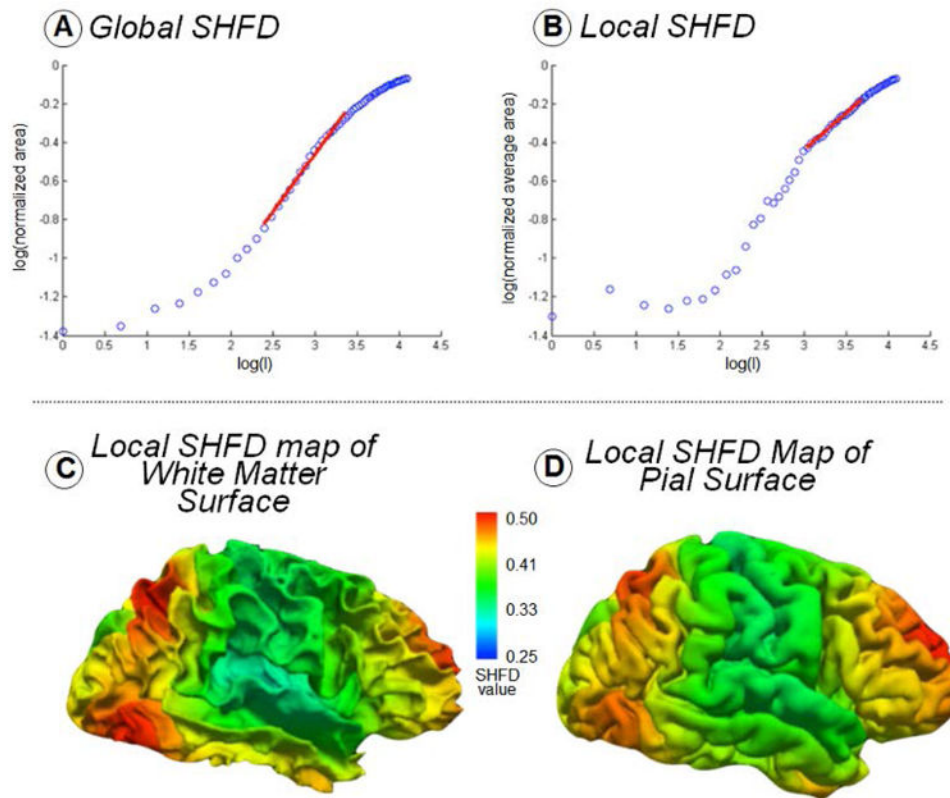 A Global SHFD
0
-0.2
-0.4
-0.6
-0.8
-1
-1.2
-1.4
log(normalized area)
0 0.5 1 1.5 2 2.5 3 3.5 4 4.5
log(l)
B Local SHFD
0
-0.2
-0.4
-0.6
-0.8
-1
-1.2
-1.4
log(normalized average area)
0 0.5 1 1.5 2 2.5 3 3.5 4 4.5
log(l)
C Local SHFD map of
White Matter
Surface
0.50
0.41
0.33
0.25
SHFD
value
D Local SHFD Map of
Pial Surface